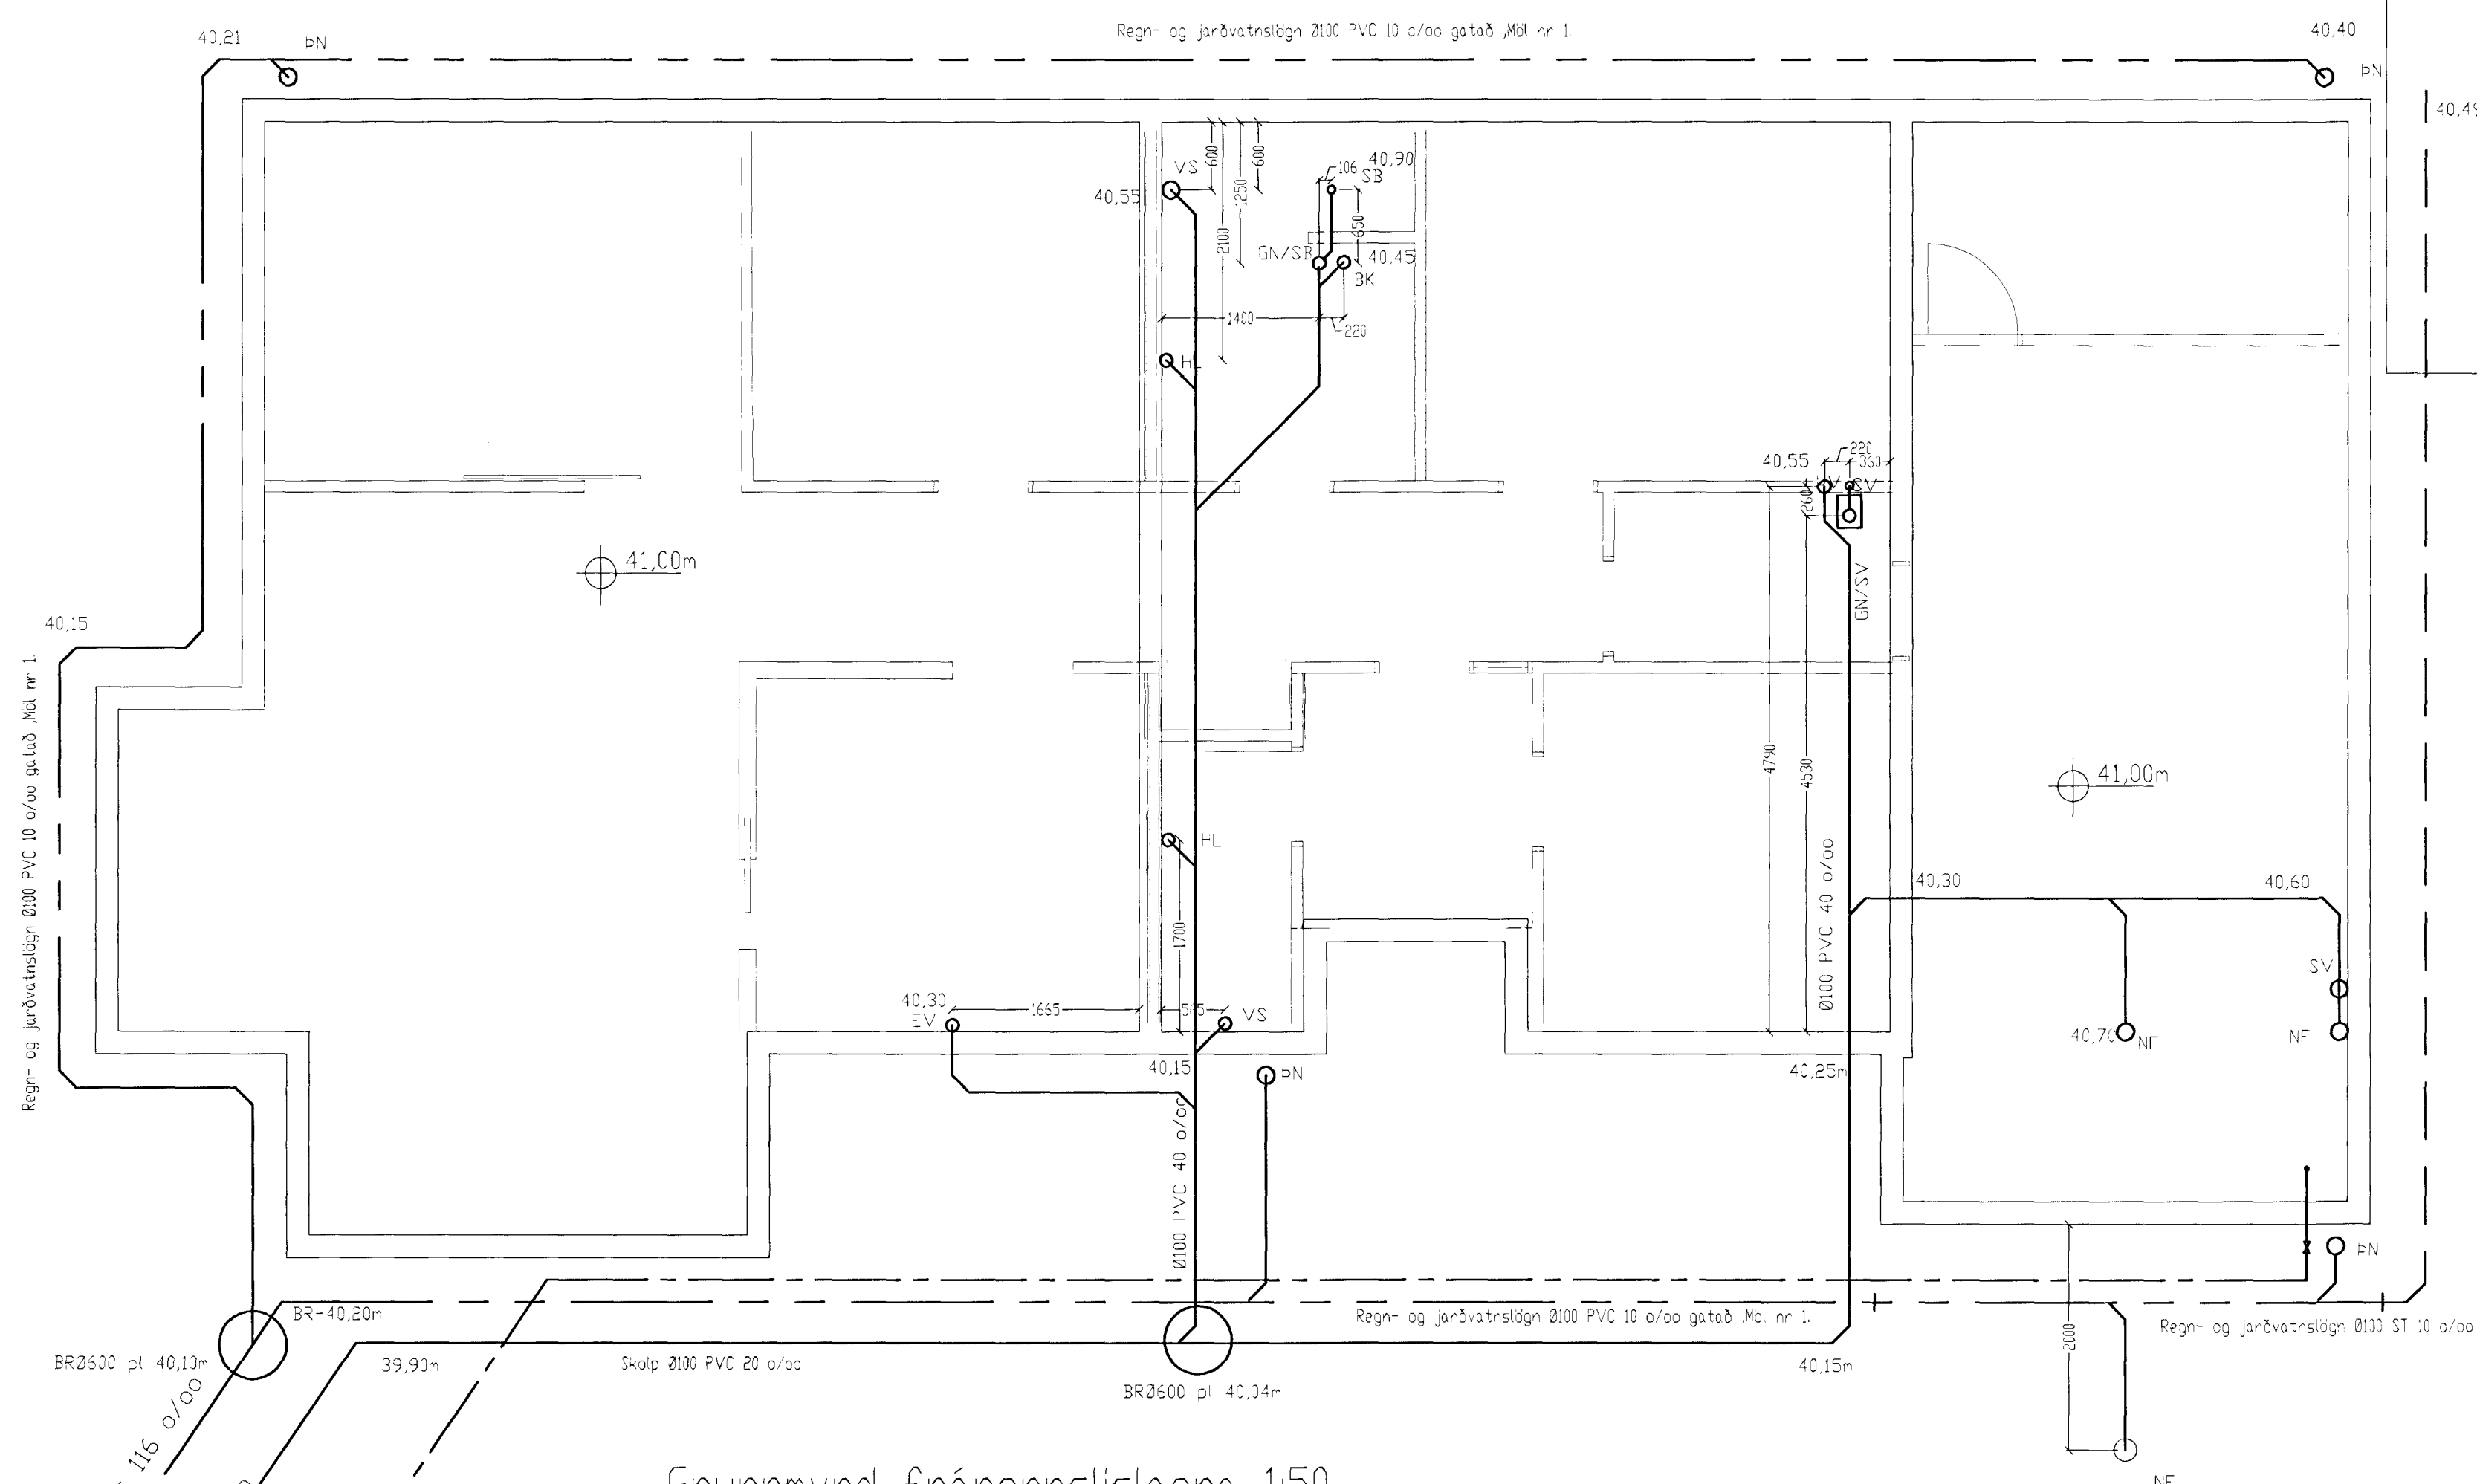 Regn- og jarðvatnslögn Ø100 PVC 10 o/oo gatað ,Möl nr 1.
40,21
ÞN
40,40
ÞN
40,49
VS
40,55
600
600
1250
2100
106
40,90
SB
650
GN/SB
40,45
BK
1400
220
HL
40,55
220
360
SV
260
GN/SV
41,00m
40,15
Regn- og jarðvatnslögn Ø100 PVC 10 o/oo gatað ,Möl nr 1.
4790
4530
41,00m
HL
1700
Ø100 PVC 40 o/oo
40,30
40,60
SV
40,70
NF
NF
40,30
EV
1665
VS
40,15
ÞN
40,25m
Ø100 PVC 40 o/oo
ÞN
BR-40,20m
Regn- og jarðvatnslögn Ø100 PVC 10 o/oo gatað ,Möl nr 1.
Regn- og jarðvatnslögn Ø100 ST 10 o/oo
2000
BRØ600 pl 40,10m
39,90m
Skolp Ø100 PVC 20 o/oo
40,15m
BRØ600 pl 40,04m
116 o/oo
Grunnmynd frárennslislagna 1:50
NF